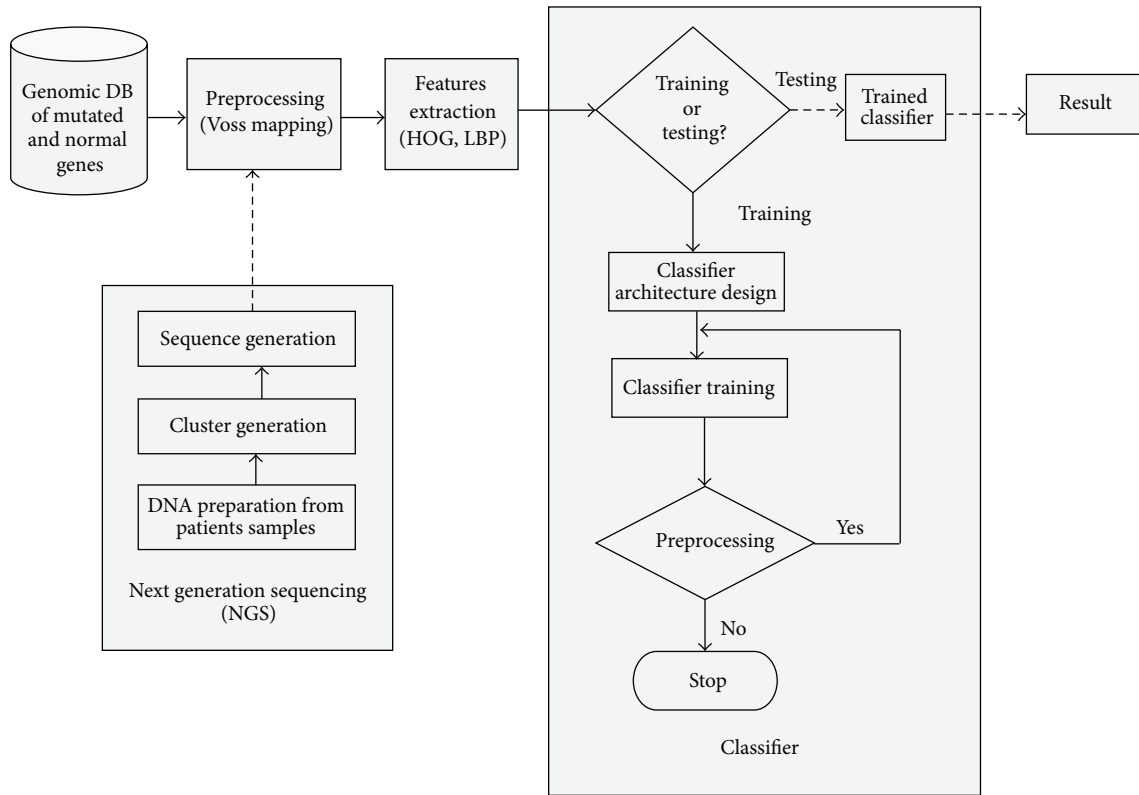 Genomic DB
of mutated
and normal
genes
Preprocessing
(Voss mapping)
Features
extraction
(HOG, LBP)
Training
or
testing?
Testing
Trained
classifier
Result
Training
Classifier
architecture design
Classifier training
Preprocessing
Yes
No
Stop
Classifier
Sequence generation
Cluster generation
DNA preparation from
patients samples
Next generation sequencing
(NGS)